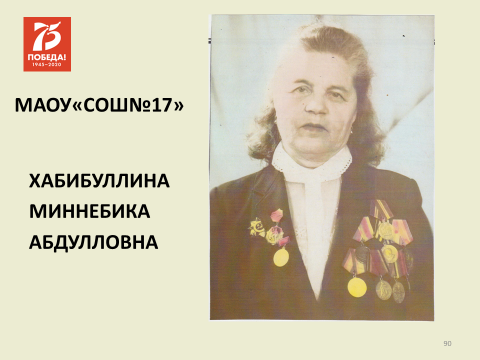 75
ПОБЕДА!
1945–2020
МАОУ«СОШ№17»
ХАБИБУЛЛИНА
МИННЕБИКА
АБДУЛЛОВНА
90